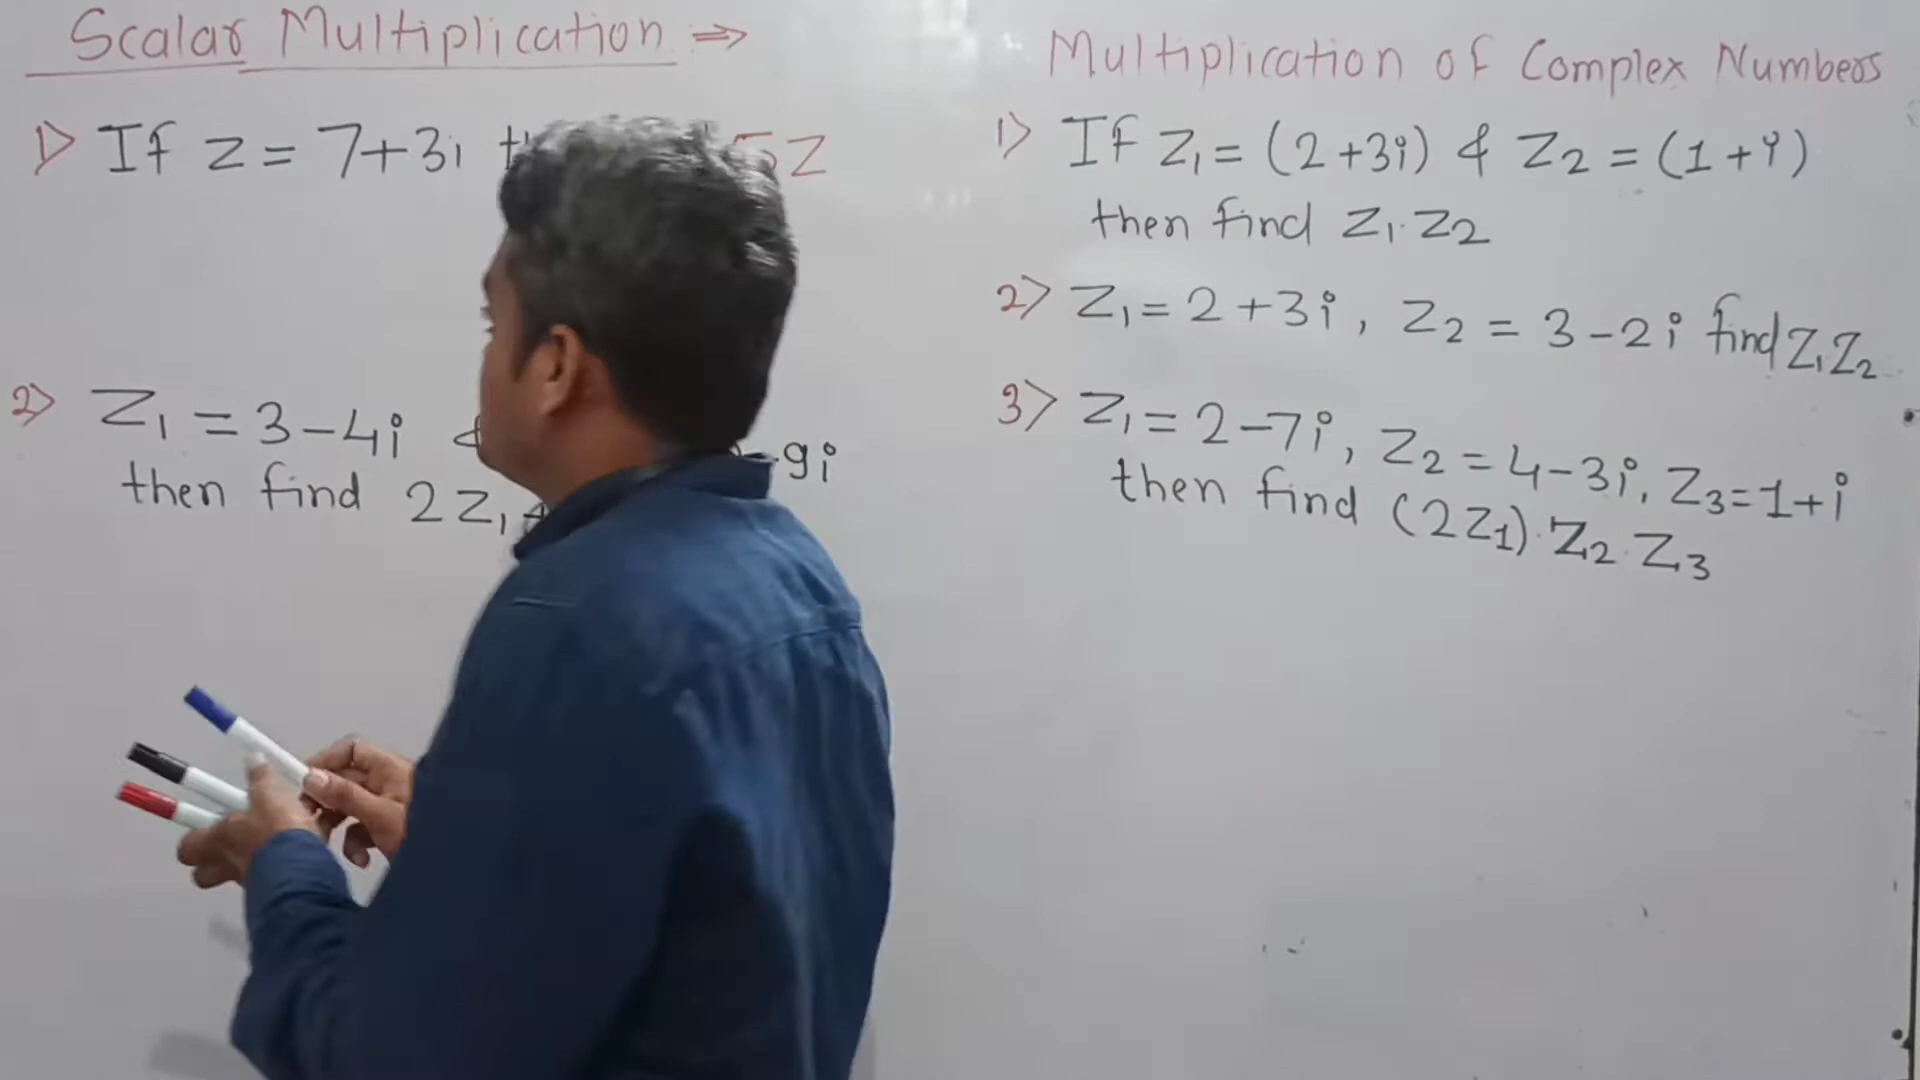 Scalar Multiplication ⇒
1) If z = 7+3i 5z
2) Z₁ = 3-4i -9i
then find 2Z₁
Multiplication of Complex Numbers
1) If Z₁ = (2+3i) & Z₂ = (1+i)
then find Z₁.Z₂
2) Z₁ = 2+3i, Z₂ = 3-2i find Z₁Z₂
3) Z₁ = 2-7i, Z₂ = 4-3i, Z₃=1+i
then find (2Z₁).Z₂.Z₃